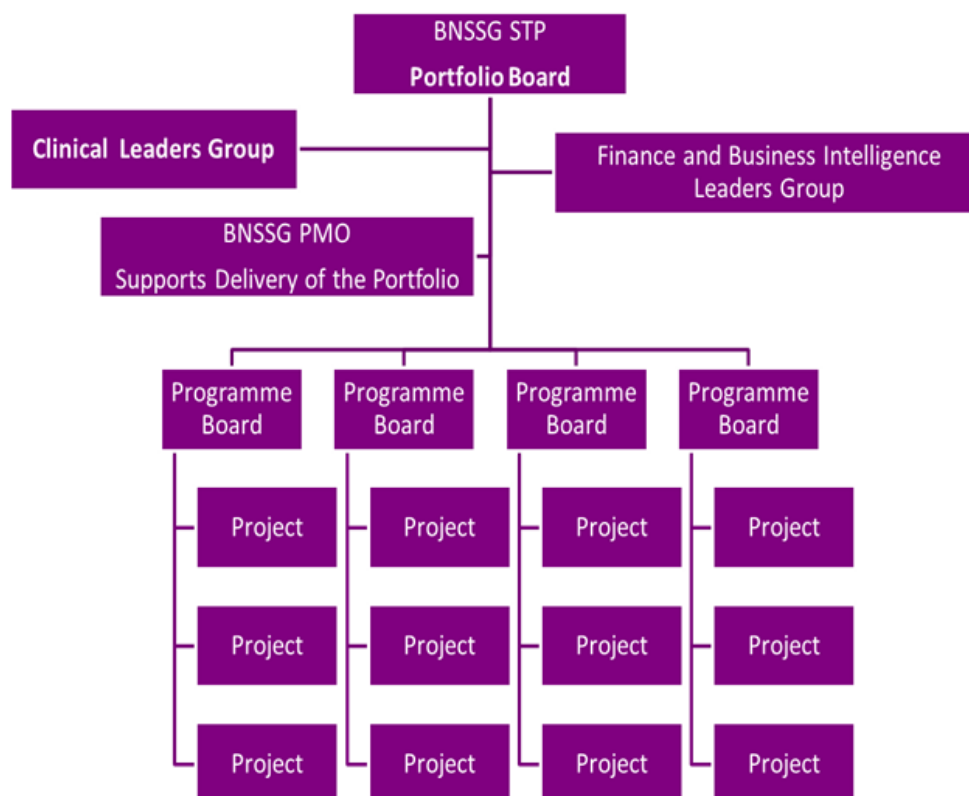 BNSSG STP
Portfolio Board
Clinical Leaders Group
Finance and Business Intelligence
Leaders Group
BNSSG PMO
Supports Delivery of the Portfolio
Programme
Board
Programme
Board
Programme
Board
Programme
Board
Project
Project
Project
Project
Project
Project
Project
Project
Project
Project
Project
Project